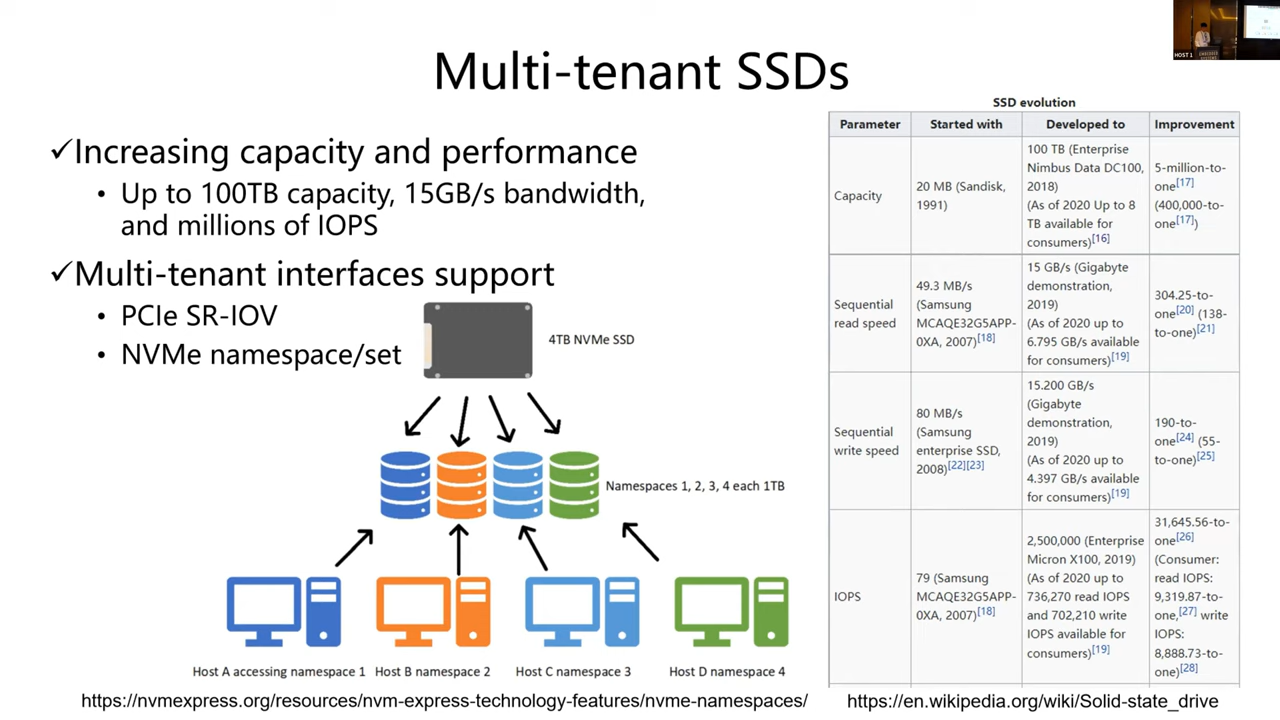 Multi-tenant SSDs
✓Increasing capacity and performance
• Up to 100TB capacity, 15GB/s bandwidth,
and millions of IOPS
✓Multi-tenant interfaces support
• PCIe SR-IOV
• NVMe namespace/set
4TB NVMe SSD
Namespaces 1, 2, 3, 4 each 1TB
Host A accessing namespace 1
Host B namespace 2
Host C namespace 3
Host D namespace 4
https://nvmexpress.org/resources/nvm-express-technology-features/nvme-namespaces/
HOST 1
SSD evolution
Parameter
Started with
Developed to
Improvement
Capacity
20 MB (Sandisk,
1991)
100 TB (Enterprise
Nimbus Data DC100,
2018)
(As of 2020 Up to 8
TB available for
consumers)[16]
5-million-to-
one[17]
(400,000-to-
one[17])
Sequential
read speed
49.3 MB/s
(Samsung
MCAQE32G5APP-
0XA, 2007)[18]
15 GB/s (Gigabyte
demonstration,
2019)
(As of 2020 up to
6.795 GB/s available
for consumers)[19]
304.25-to-
one[20] (138-
to-one)[21]
Sequential
write speed
80 MB/s
(Samsung
enterprise SSD,
2008)[22][23]
15.200 GB/s
(Gigabyte
demonstration,
2019)
(As of 2020 up to
4.397 GB/s available
for consumers)[19]
190-to-
one[24] (55-
to-one)[25]
IOPS
79 (Samsung
MCAQE32G5APP-
0XA, 2007)[18]
2,500,000 (Enterprise
Micron X100, 2019)
(As of 2020 up to
736,270 read IOPS
and 702,210 write
IOPS available for
consumers)[19]
31,645.56-to-
one[26]
(Consumer:
read IOPS:
9,319.87-to-
one,[27] write
IOPS:
8,888.73-to-
one)[28]
https://en.wikipedia.org/wiki/Solid-state_drive